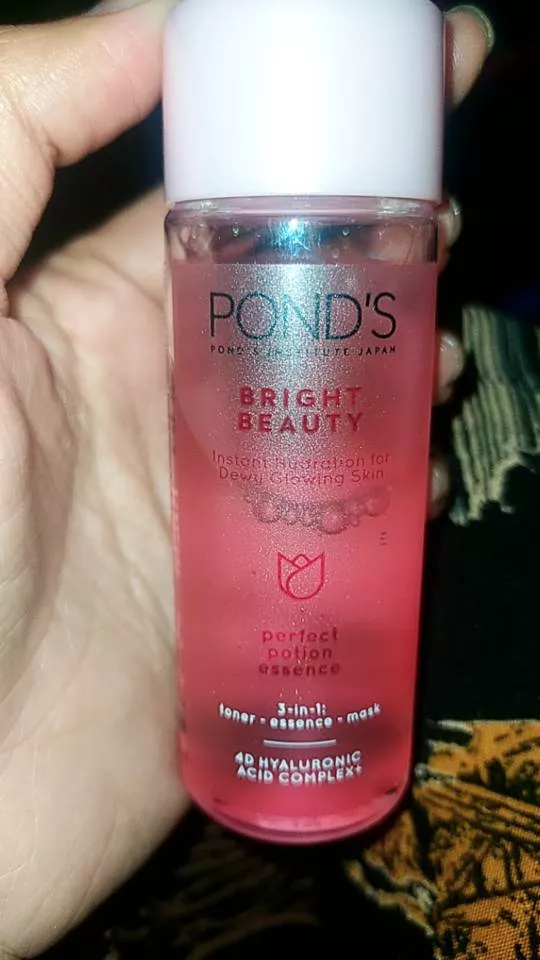 POND'S
POND'S INSTITUTE JAPAN
BRIGHT
BEAUTY
Instant Hydration for
Dewy Glowing Skin
perfect
potion
essence
3-in-1:
toner - essence - mask
4D HYALURONIC
ACID COMPLEX+